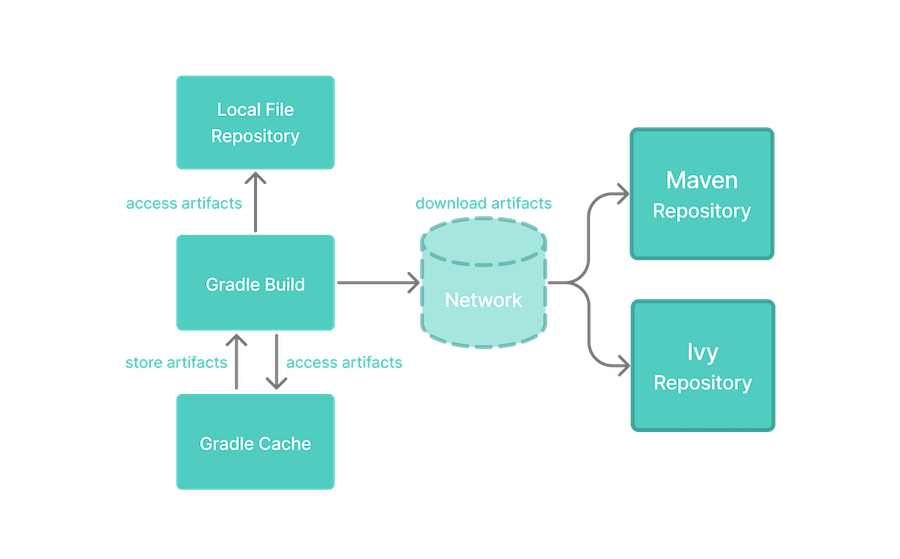 Local File
Repository
access artifacts
download artifacts
Maven
Repository
Gradle Build
Network
store artifacts
access artifacts
Ivy
Repository
Gradle Cache